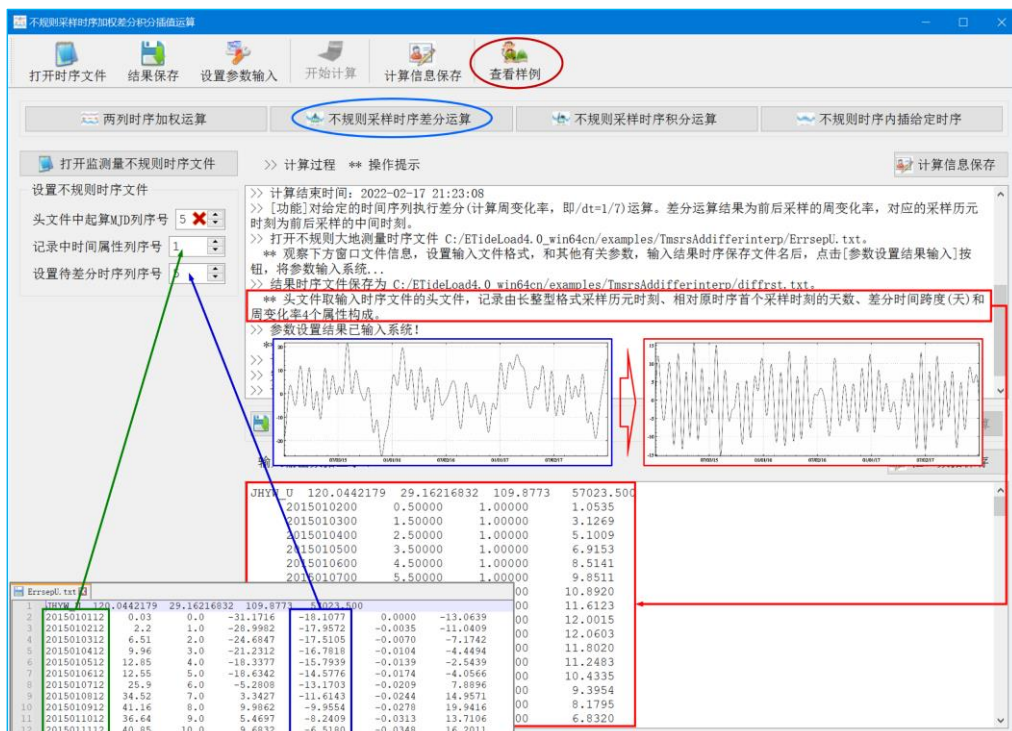 不规则采样时序加权差分积分插值运算
打开时序文件 结果保存 设置参数输入 开始计算 计算信息保存 查看样例
两列时序加权运算 不规则采样时序差分运算 不规则采样时序积分运算 不规则时序内插给定时序
打开监测量不规则时序文件
>> 计算过程 ** 操作提示
计算信息保存
设置不规则时序文件
头文件中起算MJD列序号 5
记录中时间属性列序号 1
设置待差分时序列序号
>> 计算结束时间: 2022-02-17 21:23:08
>> [功能]对给定的时间序列执行差分(计算周变化率, 即/dt=1/7)运算。差分运算结果为前后采样的周变化率, 对应的采样历元
时刻为前后采样的中间时刻。
>> 打开不规则大地测量时序文件 C:/ETideLoad4.0_win64cn/examples/TmsrsAddifferinterp/ErrsepU.txt。
** 观察下方窗口文件信息, 设置输入文件格式, 和其他有关参数, 输入结果时序保存文件名后, 点击[参数设置结果输入]按
钮, 将参数输入系统...
>> 结果时序文件保存为 C:/ETideLoad4.0_win64cn/examples/TmsrsAddifferinterp/diffrst.txt。
** 头文件取输入时序文件的头文件, 记录由长整型格式采样历元时刻、相对原时序首个采样时刻的天数、差分时间跨度(天)和
周变化率4个属性构成。
>> 参数设置结果已输入系统!
JHYW_U 120.0442179 29.16216832 109.8773 57023.500
2015010200 0.50000 1.00000 1.0535
2015010300 1.50000 1.00000 3.1269
2015010400 2.50000 1.00000 5.1009
2015010500 3.50000 1.00000 6.9153
2015010600 4.50000 1.00000 8.5141
2015010700 5.50000 1.00000 9.8511
00 10.8920
00 11.6123
00 12.0015
00 12.0603
00 11.8020
00 11.2483
00 10.4335
00 9.3954
00 8.1795
00 6.8320
ErrsepU.txt
1 JHYW_U 120.0442179 29.16216832 109.8773 57023.500
2 2015010112 0.03 0.0 -31.1716 -18.1077 0.0000 -13.0639
3 2015010212 2.2 1.0 -28.9982 -17.9572 -0.0035 -11.0409
4 2015010312 6.51 2.0 -24.6847 -17.5105 -0.0070 -7.1742
5 2015010412 9.96 3.0 -21.2312 -16.7818 -0.0104 -4.4494
6 2015010512 12.85 4.0 -18.3377 -15.7939 -0.0139 -2.5439
7 2015010612 12.55 5.0 -18.6342 -14.5776 -0.0174 -4.0566
8 2015010712 25.9 6.0 -5.2808 -13.1703 -0.0209 7.8896
9 2015010812 34.52 7.0 3.3427 -11.6143 -0.0244 14.9571
10 2015010912 41.16 8.0 9.9862 -9.9554 -0.0278 19.9416
11 2015011012 36.64 9.0 5.4697 -8.2409 -0.0313 13.7106
12 2015011112 40.85 10.0 9.6832 -6.5180 -0.0348 16.2011